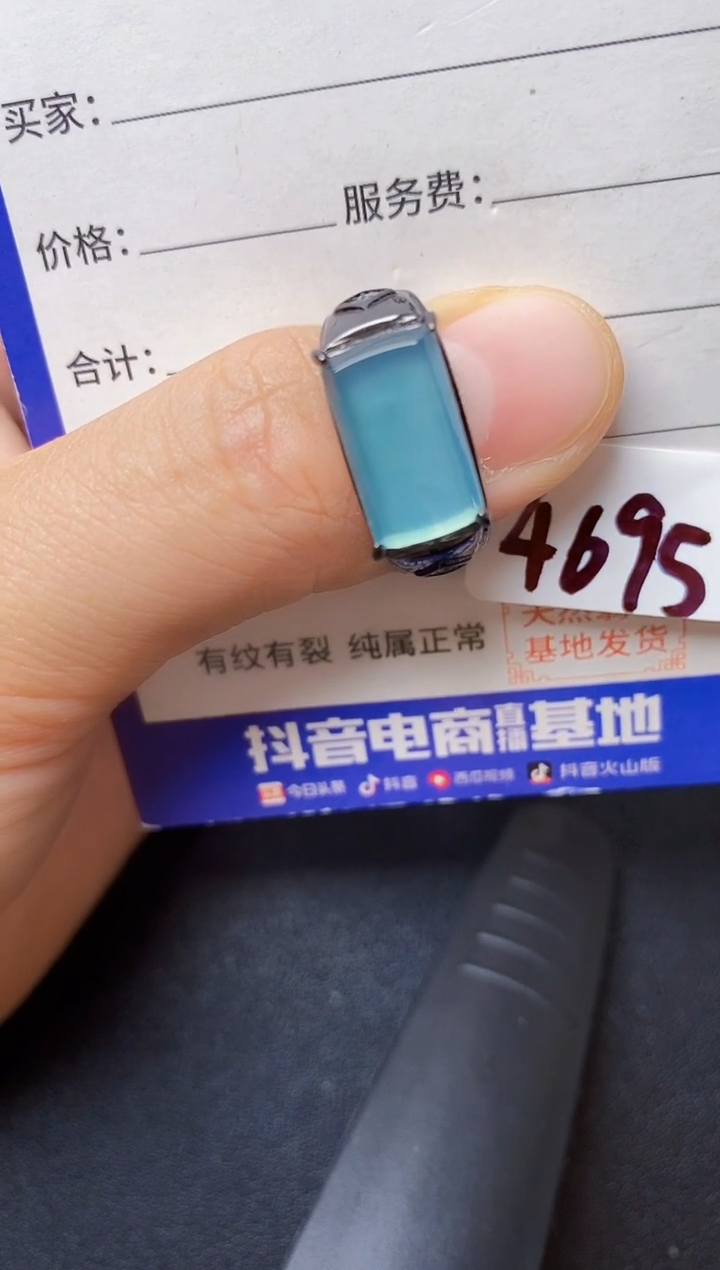 买家：
价格： 服务费：
合计：
4695
有纹有裂 纯属正常
基地发货
抖音电商直播基地
今日头条 抖音 西瓜视频 抖音火山版